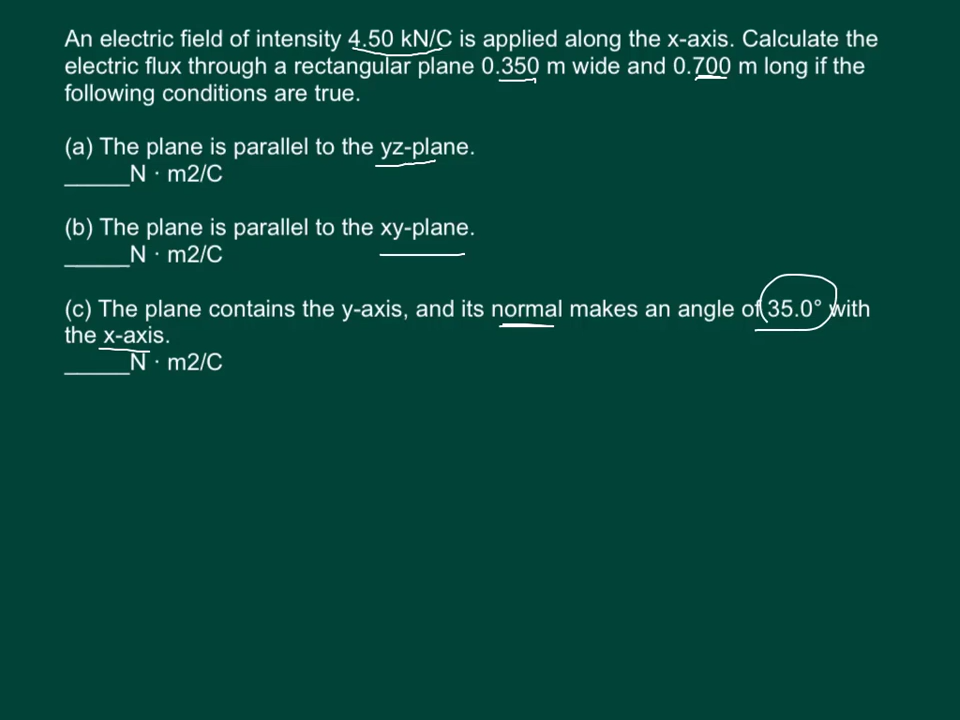 An electric field of intensity 4.50 kN/C is applied along the x-axis. Calculate the
electric flux through a rectangular plane 0.350 m wide and 0.700 m long if the
following conditions are true.
(a) The plane is parallel to the yz-plane.
_____N · m2/C
(b) The plane is parallel to the xy-plane.
_____N · m2/C
(c) The plane contains the y-axis, and its normal makes an angle of 35.0° with
the x-axis.
_____N · m2/C